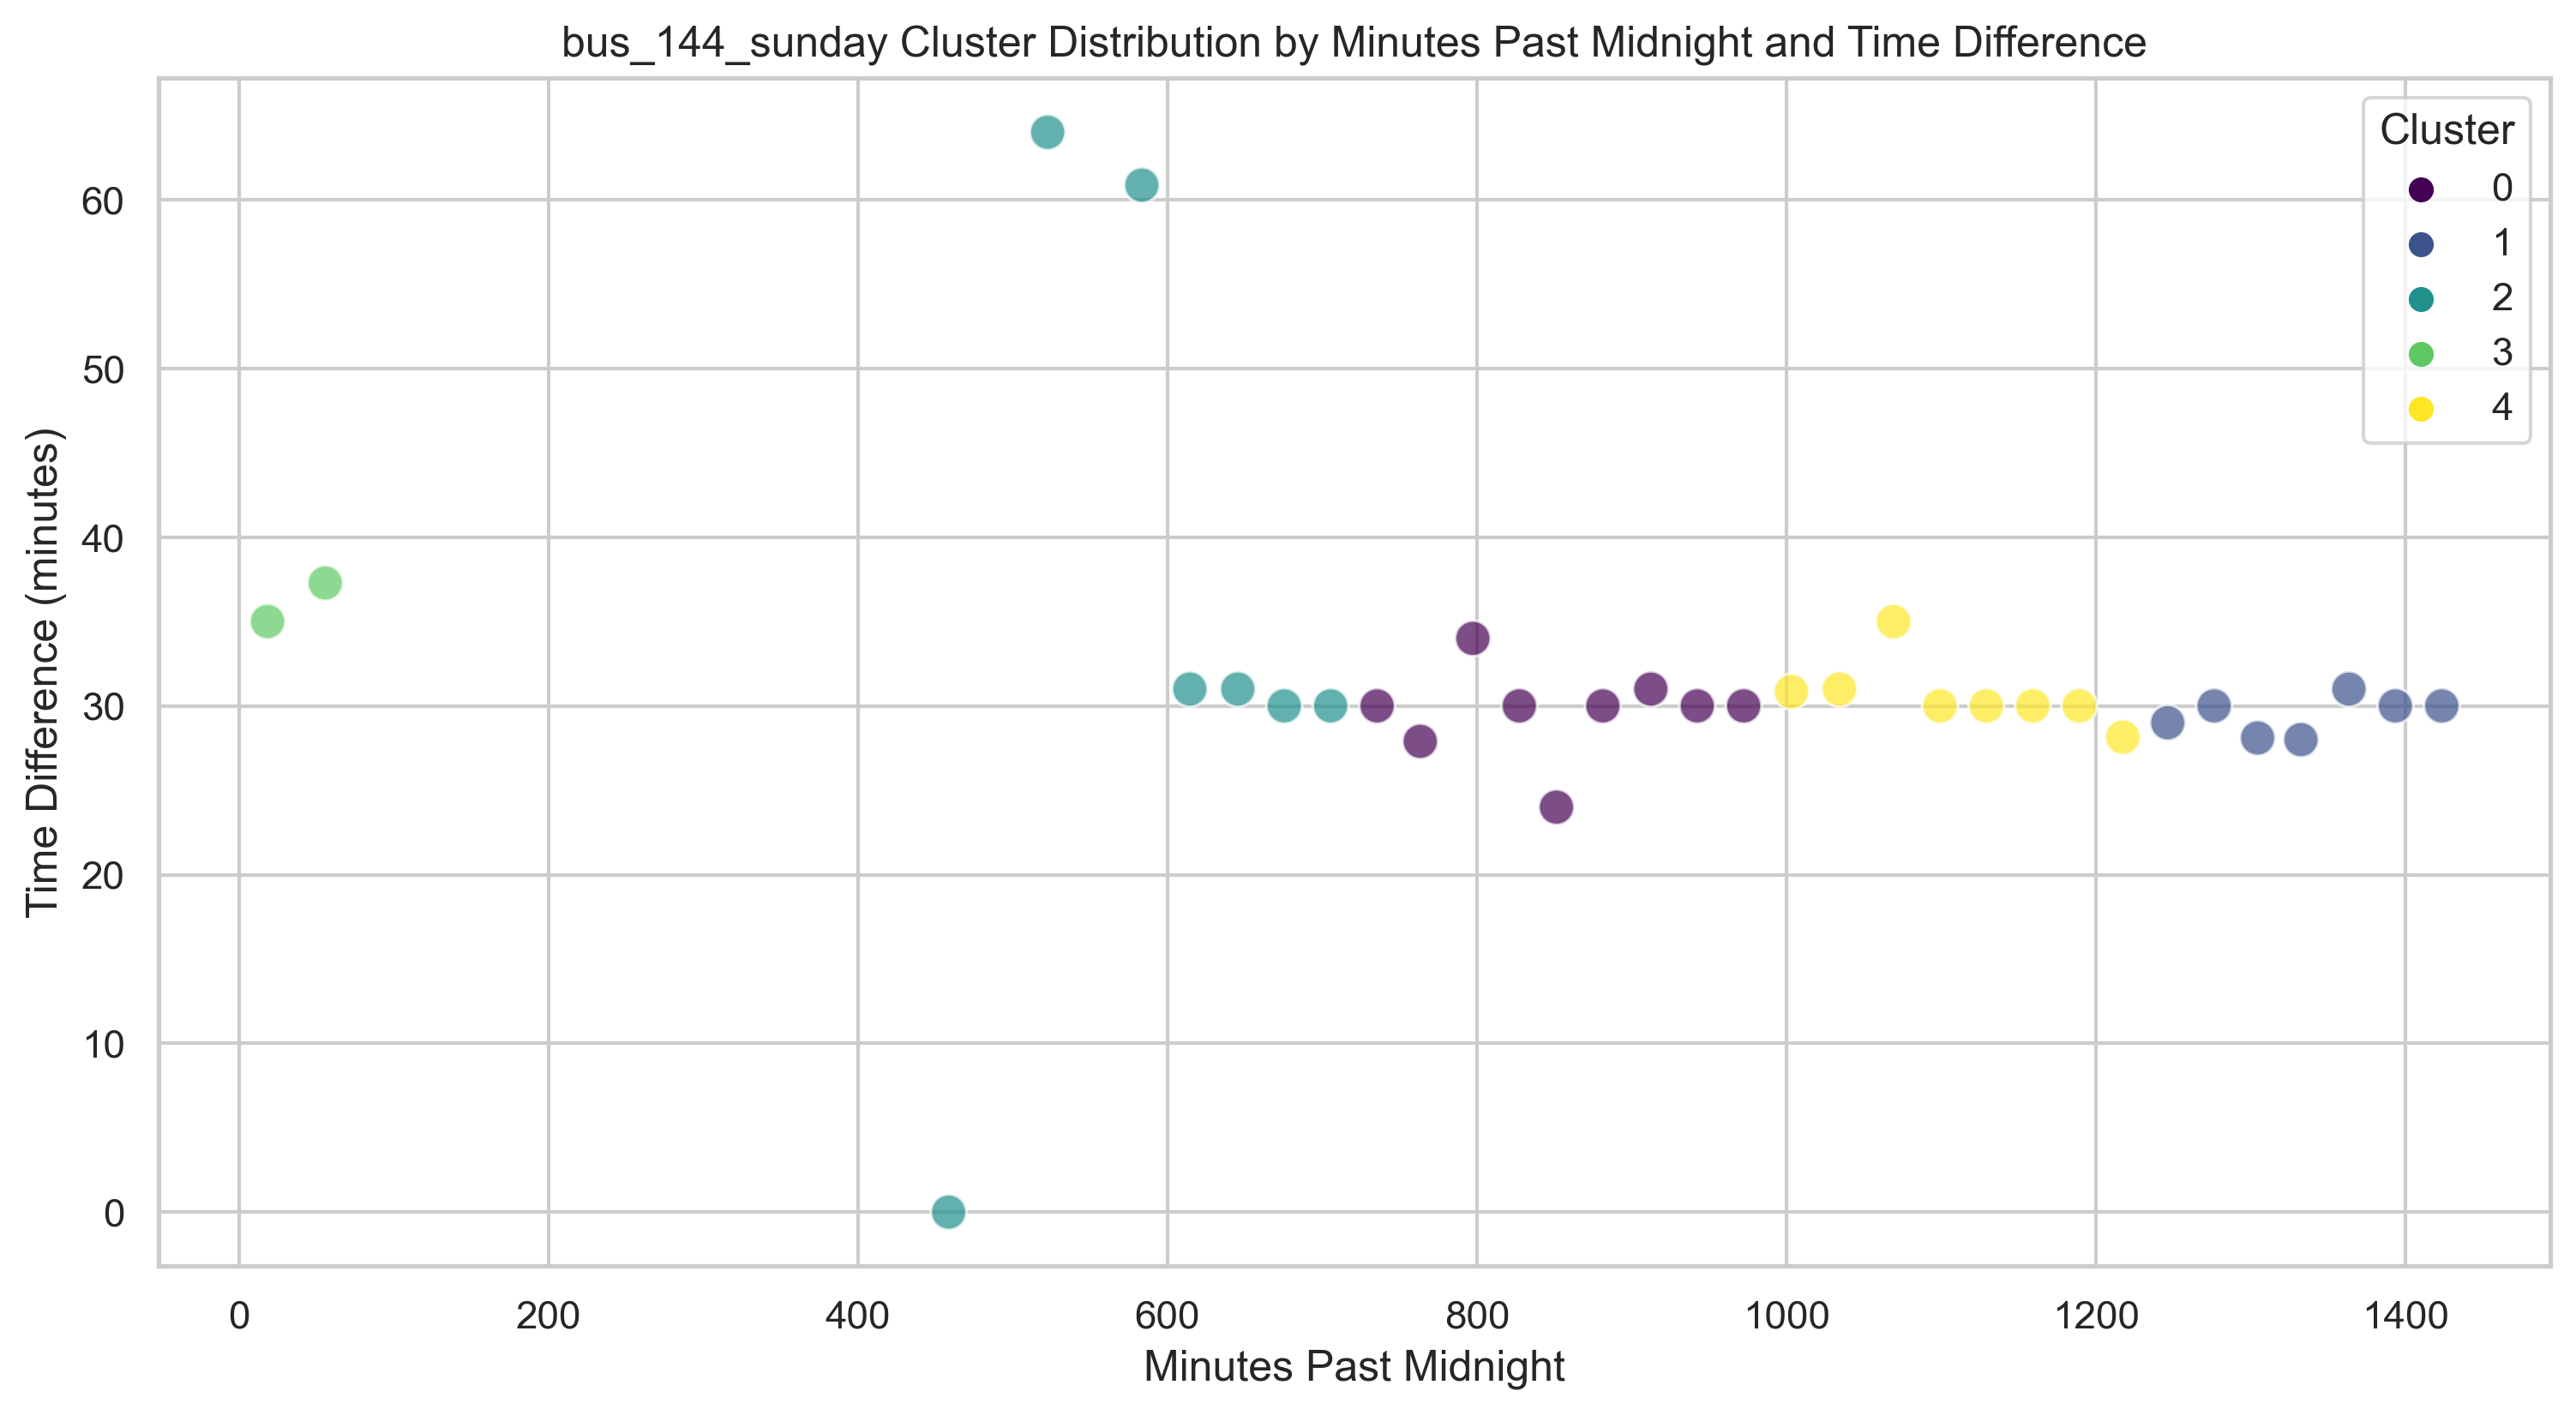 bus_144_sunday Cluster Distribution by Minutes Past Midnight and Time Difference
Cluster
0
1
2
3
4
Time Difference (minutes)
60
50
40
30
20
10
0
0 200 400 600 800 1000 1200 1400
Minutes Past Midnight